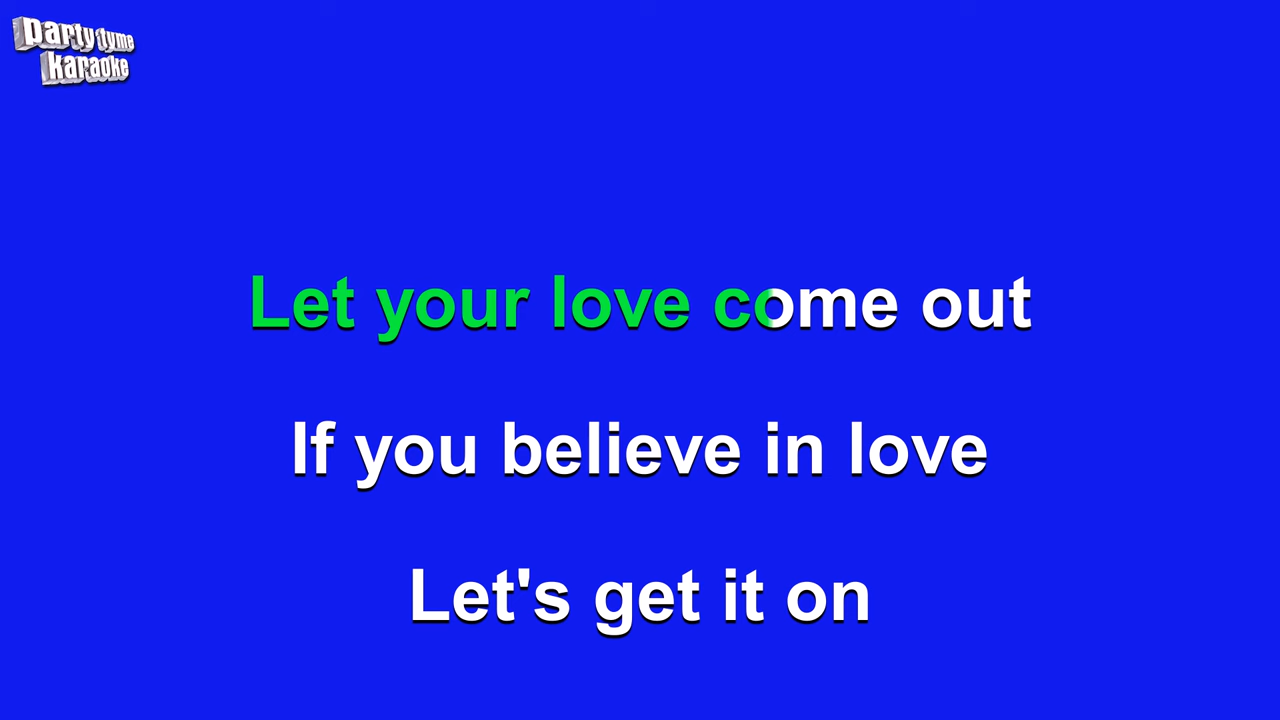 party tyme
karaoke
Let your love come out
If you believe in love
Let's get it on